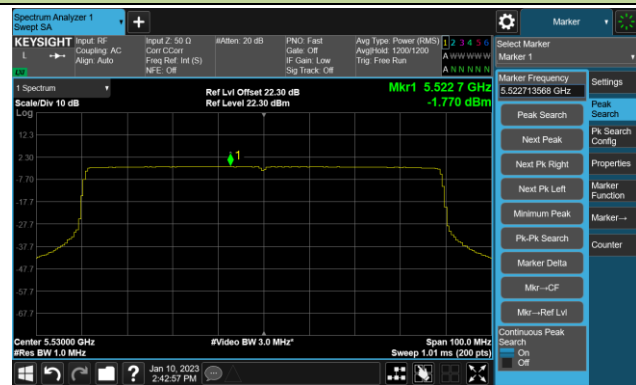 Spectrum Analyzer 1
Swept SA
Marker
KEYSIGHT
Input: RF
Coupling: AC
Align: Auto
Input Z: 50 Ω
Corr CCorr
Freq Ref: Int (S)
NFE: Off
#Atten: 20 dB
PNO: Fast
Gate: Off
IF Gain: Low
Sig Track: Off
Avg Type: Power (RMS)
Avg|Hold: 1200/1200
Trig: Free Run
1 2 3 4 5 6
A WW WW W
A N N N N N
L
Select Marker
Marker 1
1 Spectrum
Scale/Div 10 dB
Log
Ref Lvl Offset 22.30 dB
Ref Level 22.30 dBm
Mkr1 5.522 7 GHz
-1.770 dBm
1
12.3
2.30
-7.70
-17.7
-27.7
-37.7
-47.7
-57.7
-67.7
Center 5.53000 GHz
#Res BW 1.0 MHz
#Video BW 3.0 MHz*
Span 100.0 MHz
Sweep 1.01 ms (200 pts)
Marker Frequency
5.522713568 GHz
Peak Search
Next Peak
Next Pk Right
Next Pk Left
Minimum Peak
Pk-Pk Search
Marker Delta
Mkr→CF
Mkr→Ref Lvl
Continuous Peak
Search
On
Off
Settings
Peak
Search
Pk Search
Config
Properties
Marker
Function
Marker→
Counter
Jan 10, 2023
2:42:57 PM